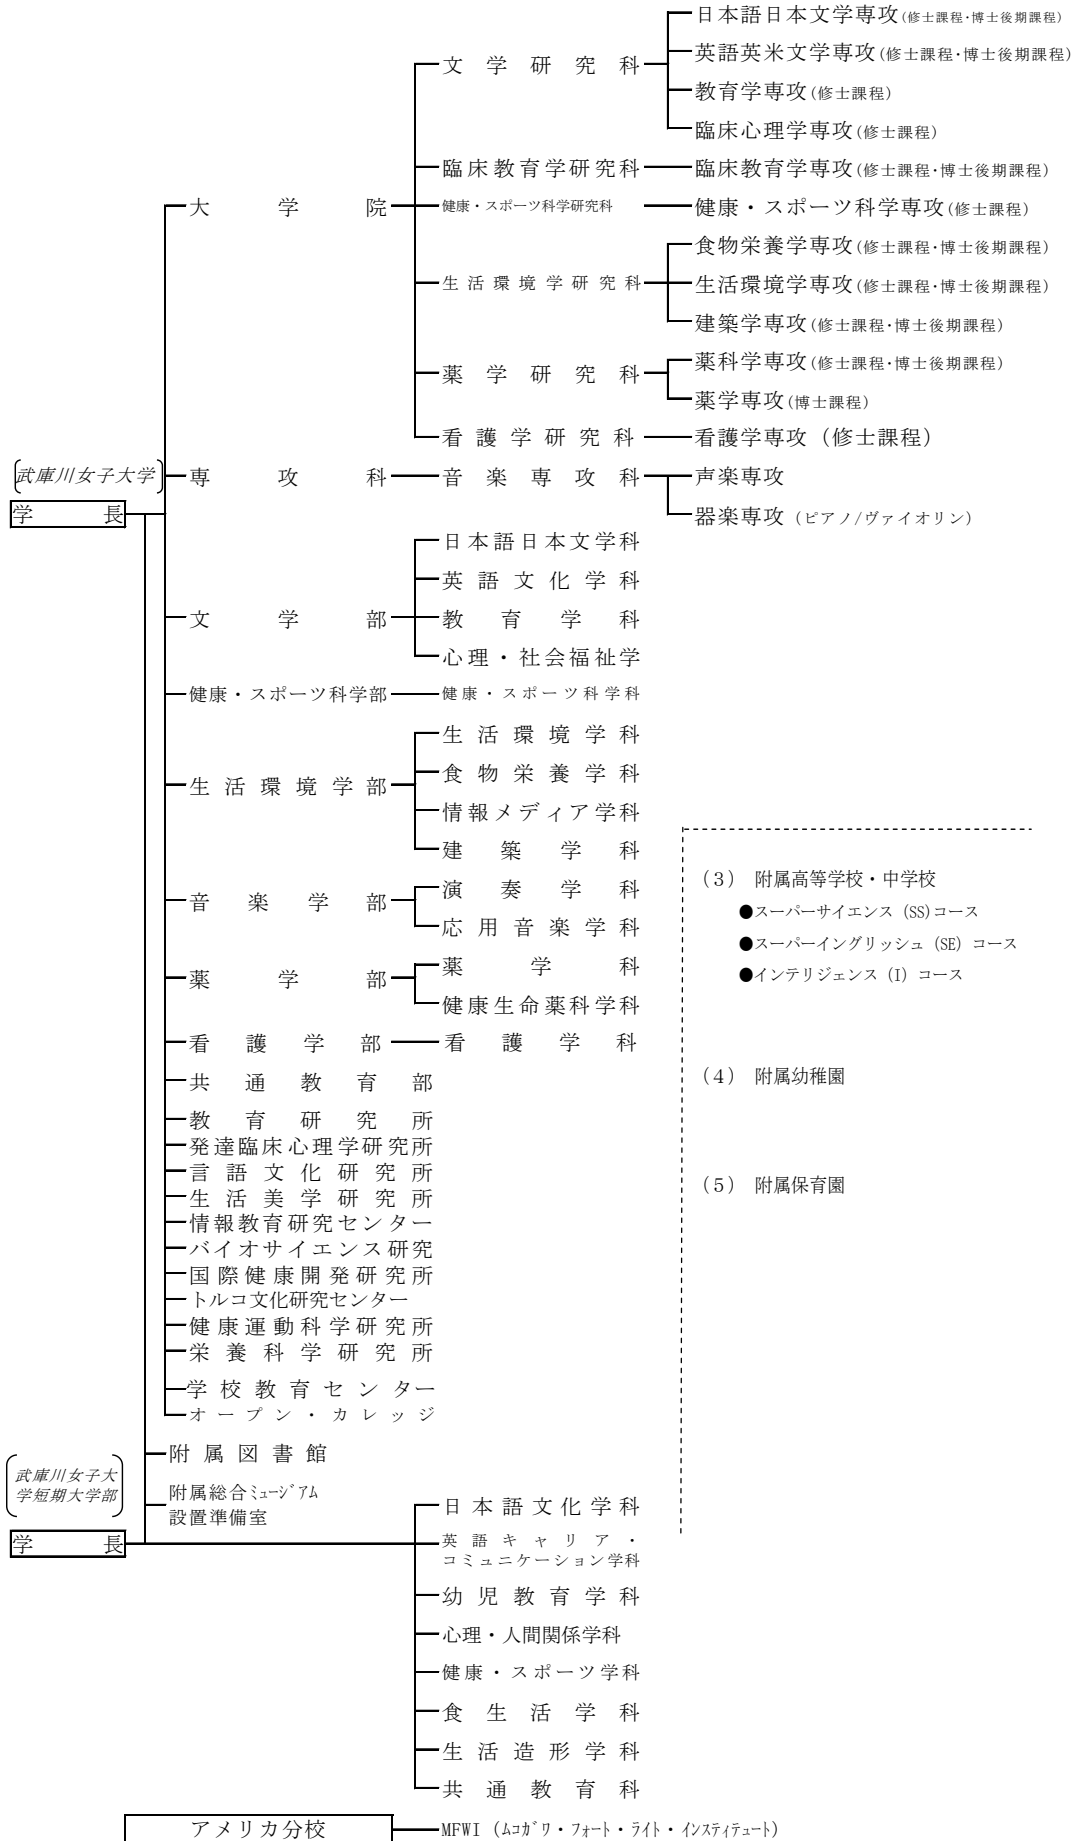 日本語日本文学専攻(修士課程・博士後期課程)
英語英米文学専攻(修士課程・博士後期課程)
文学研究科
教育学専攻(修士課程)
臨床心理学専攻(修士課程)
臨床教育学研究科 臨床教育学専攻(修士課程・博士後期課程)
大学院 健康・スポーツ科学研究科 健康・スポーツ科学専攻(修士課程)
食物栄養学専攻(修士課程・博士後期課程)
生活環境学研究科 生活環境学専攻(修士課程・博士後期課程)
建築学専攻(修士課程・博士後期課程)
薬科学専攻(修士課程・博士後期課程)
薬学研究科
薬学専攻(博士課程)
看護学研究科 看護学専攻（修士課程）
武庫川女子大学 専攻科 音楽専攻科 声楽専攻
学長 器楽専攻（ピアノ/ヴァイオリン）
日本語日本文学科
英語文化学科
文学部 教育学科
心理・社会福祉学
健康・スポーツ科学部 健康・スポーツ科学科
生活環境学科
生活環境学部 食物栄養学科
情報メディア学科
建築学科
演奏学科
音楽学部
応用音楽学科
薬学科
薬学部
健康生命薬科学科
看護学部 看護学科
共通教育部
教育研究所
発達臨床心理学研究所
言語文化研究所
生活美学研究所
情報教育研究センター
バイオサイエンス研究
国際健康開発研究所
トルコ文化研究センター
健康運動科学研究所
栄養科学研究所
学校教育センター
オープン・カレッジ
附属図書館
附属総合ミュージアム
設置準備室
（3） 附属高等学校・中学校
●スーパーサイエンス（SS)コース
●スーパーイングリッシュ（SE）コース
●インテリジェンス（I）コース
（4） 附属幼稚園
（5） 附属保育園
武庫川女子大
学短期大学部
学長
日本語文化学科
英語キャリア・
コミュニケーション学科
幼児教育学科
心理・人間関係学科
健康・スポーツ学科
食生活学科
生活造形学科
共通教育科
アメリカ分校 MFWI（ムコガワ・フォート・ライト・インスティテュート）